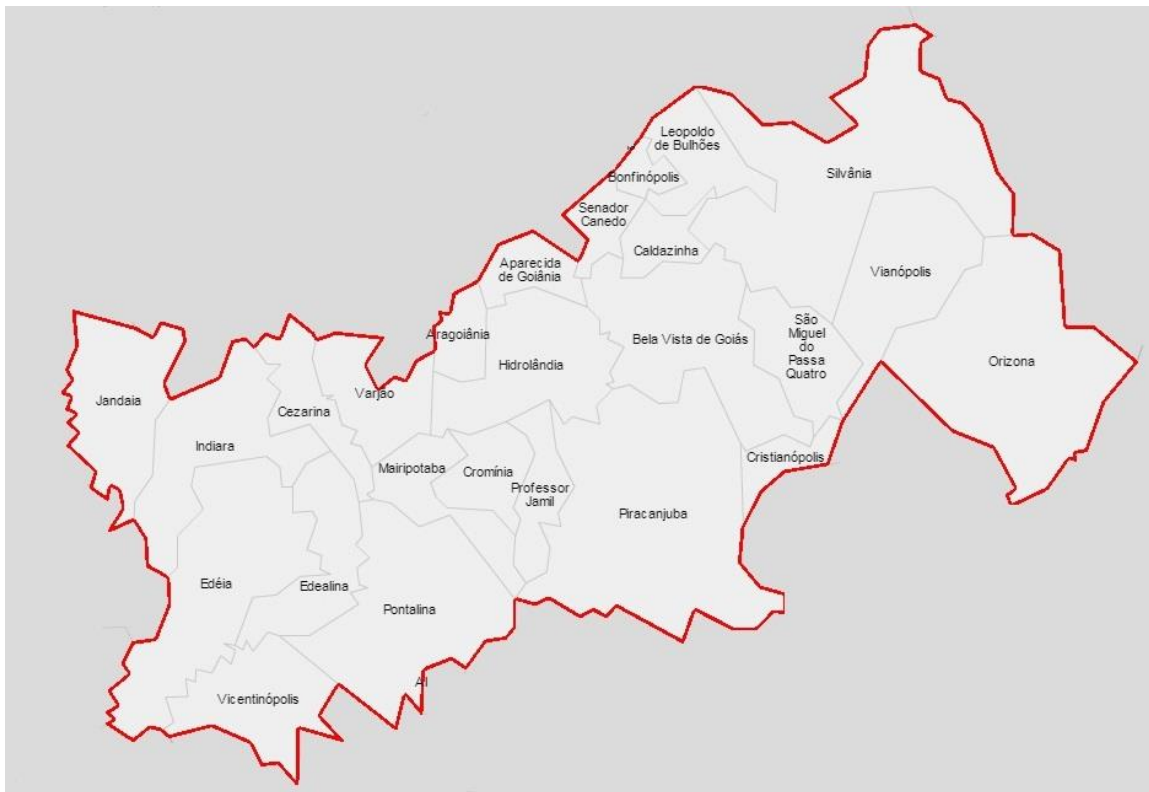 Leopoldo
de Bulhões
Silvânia
Bonfinópolis
Senador
Canedo
Caldazinha
Aparecida
de Goiânia
Vianópolis
Aragoiânia
Hidrolândia
Bela Vista de Goiás
São
Miguel
do
Passa
Quatro
Orizona
Jandaia
Varjão
Cezarina
Indiara
Mairipotaba
Cromínia
Professor
Jamil
Cristianópolis
Piracanjuba
Edéia
Edealina
Pontalina
Al
Vicentinópolis